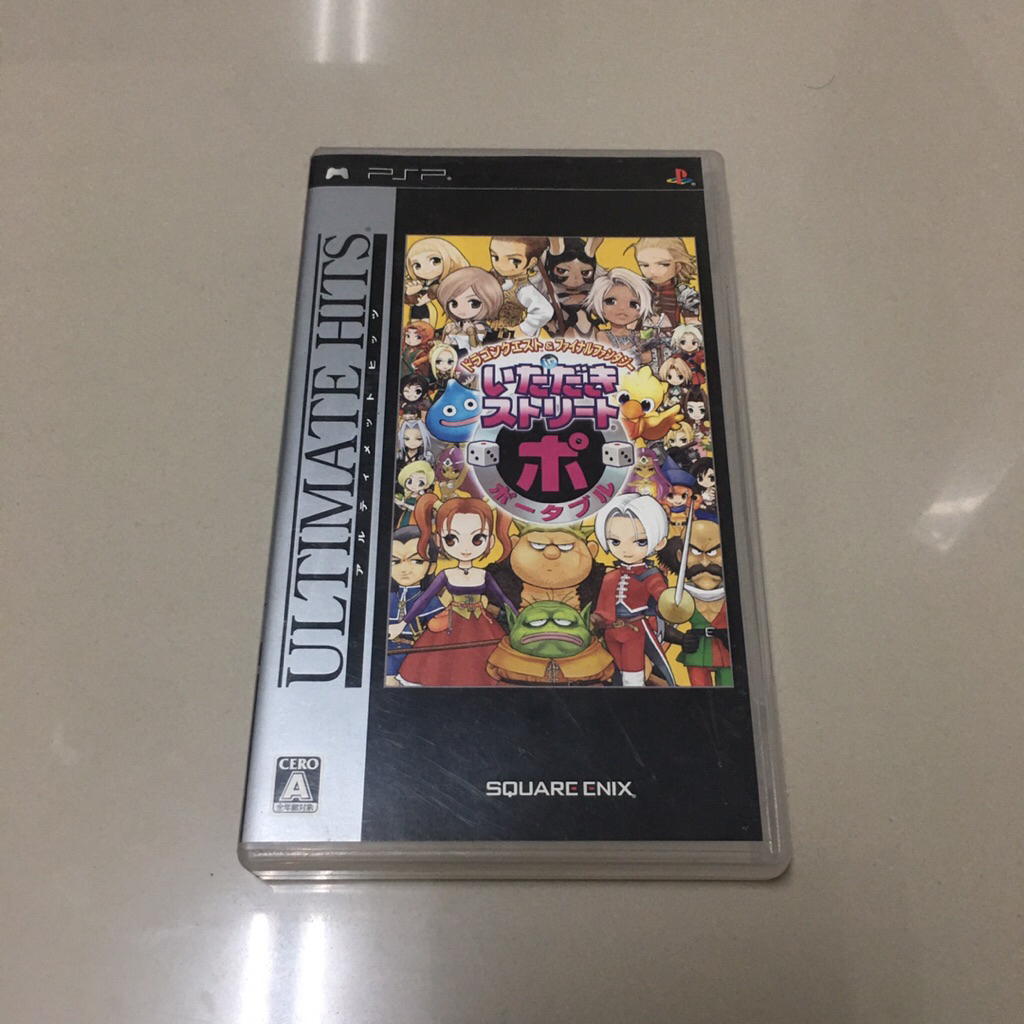 PSP
ULTIMATE HITS
アルティメットヒッツ
ドラゴンクエスト&ファイナルファンタジー
in
いただき
ストリート
ポ
ポータブル
CERO
A
全年齢対象
SQUARE ENIX